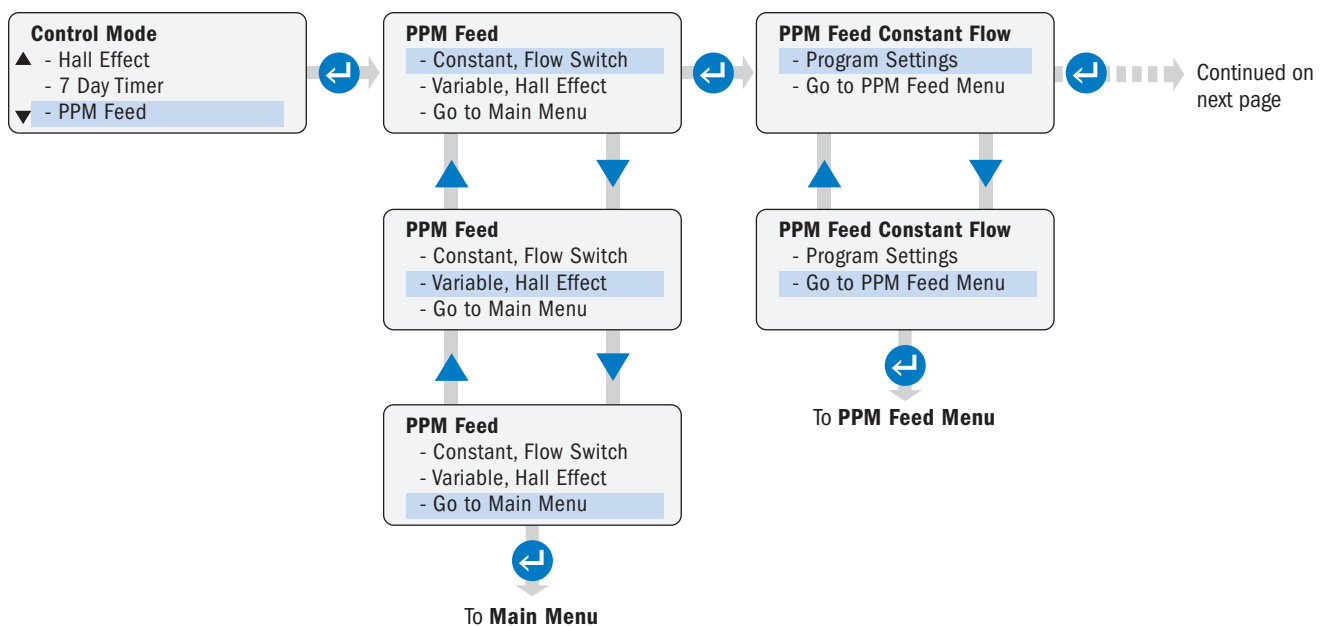 Control Mode
- Hall Effect
- 7 Day Timer
- PPM Feed
PPM Feed
- Constant, Flow Switch
- Variable, Hall Effect
- Go to Main Menu
PPM Feed Constant Flow
- Program Settings
- Go to PPM Feed Menu
Continued on
next page
PPM Feed
- Constant, Flow Switch
- Variable, Hall Effect
- Go to Main Menu
PPM Feed Constant Flow
- Program Settings
- Go to PPM Feed Menu
To PPM Feed Menu
PPM Feed
- Constant, Flow Switch
- Variable, Hall Effect
- Go to Main Menu
To Main Menu